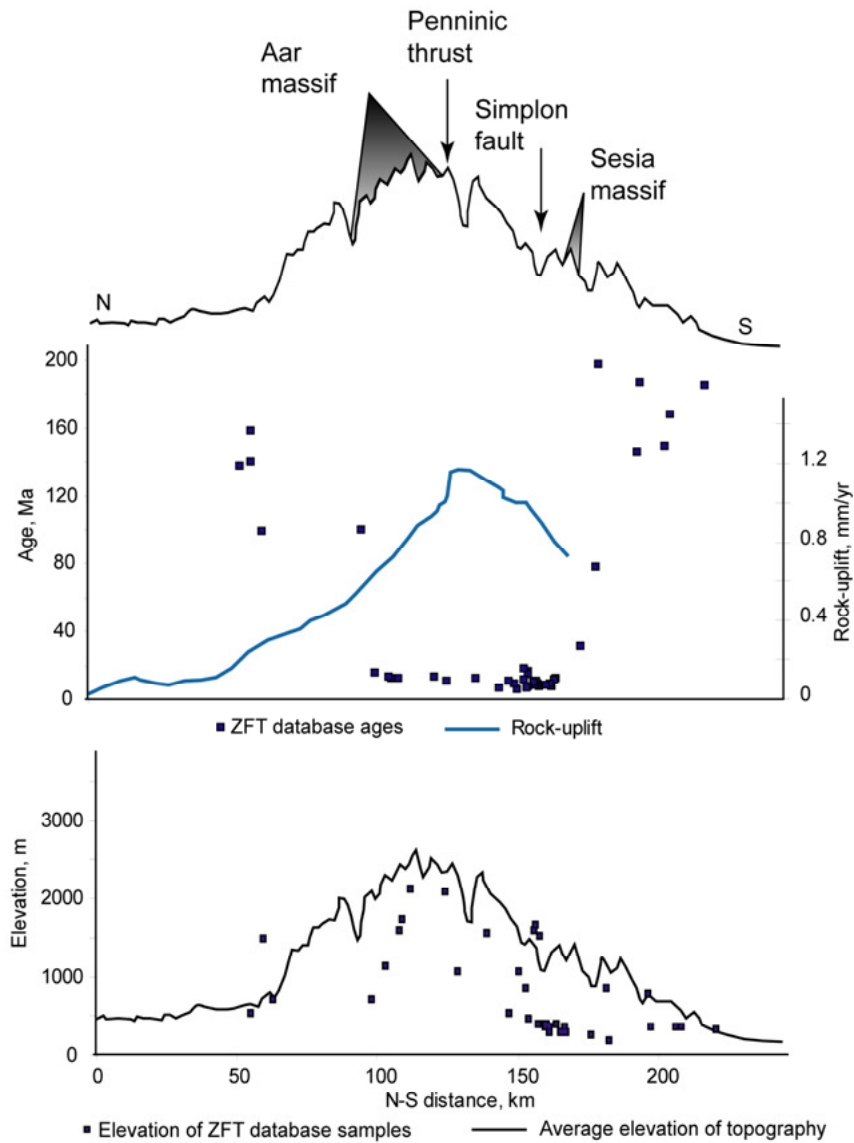 Penninic
thrust
Aar
massif
Simplon
fault
Sesia
massif
N
S
200
160
120
80
40
0
Age, Ma
1.2
0.8
0.4
0
Rock-uplift, mm/yr
ZFT database ages
Rock-uplift
3000
2000
1000
0
Elevation, m
0 50 100 150 200
N-S distance, km
Elevation of ZFT database samples
Average elevation of topography